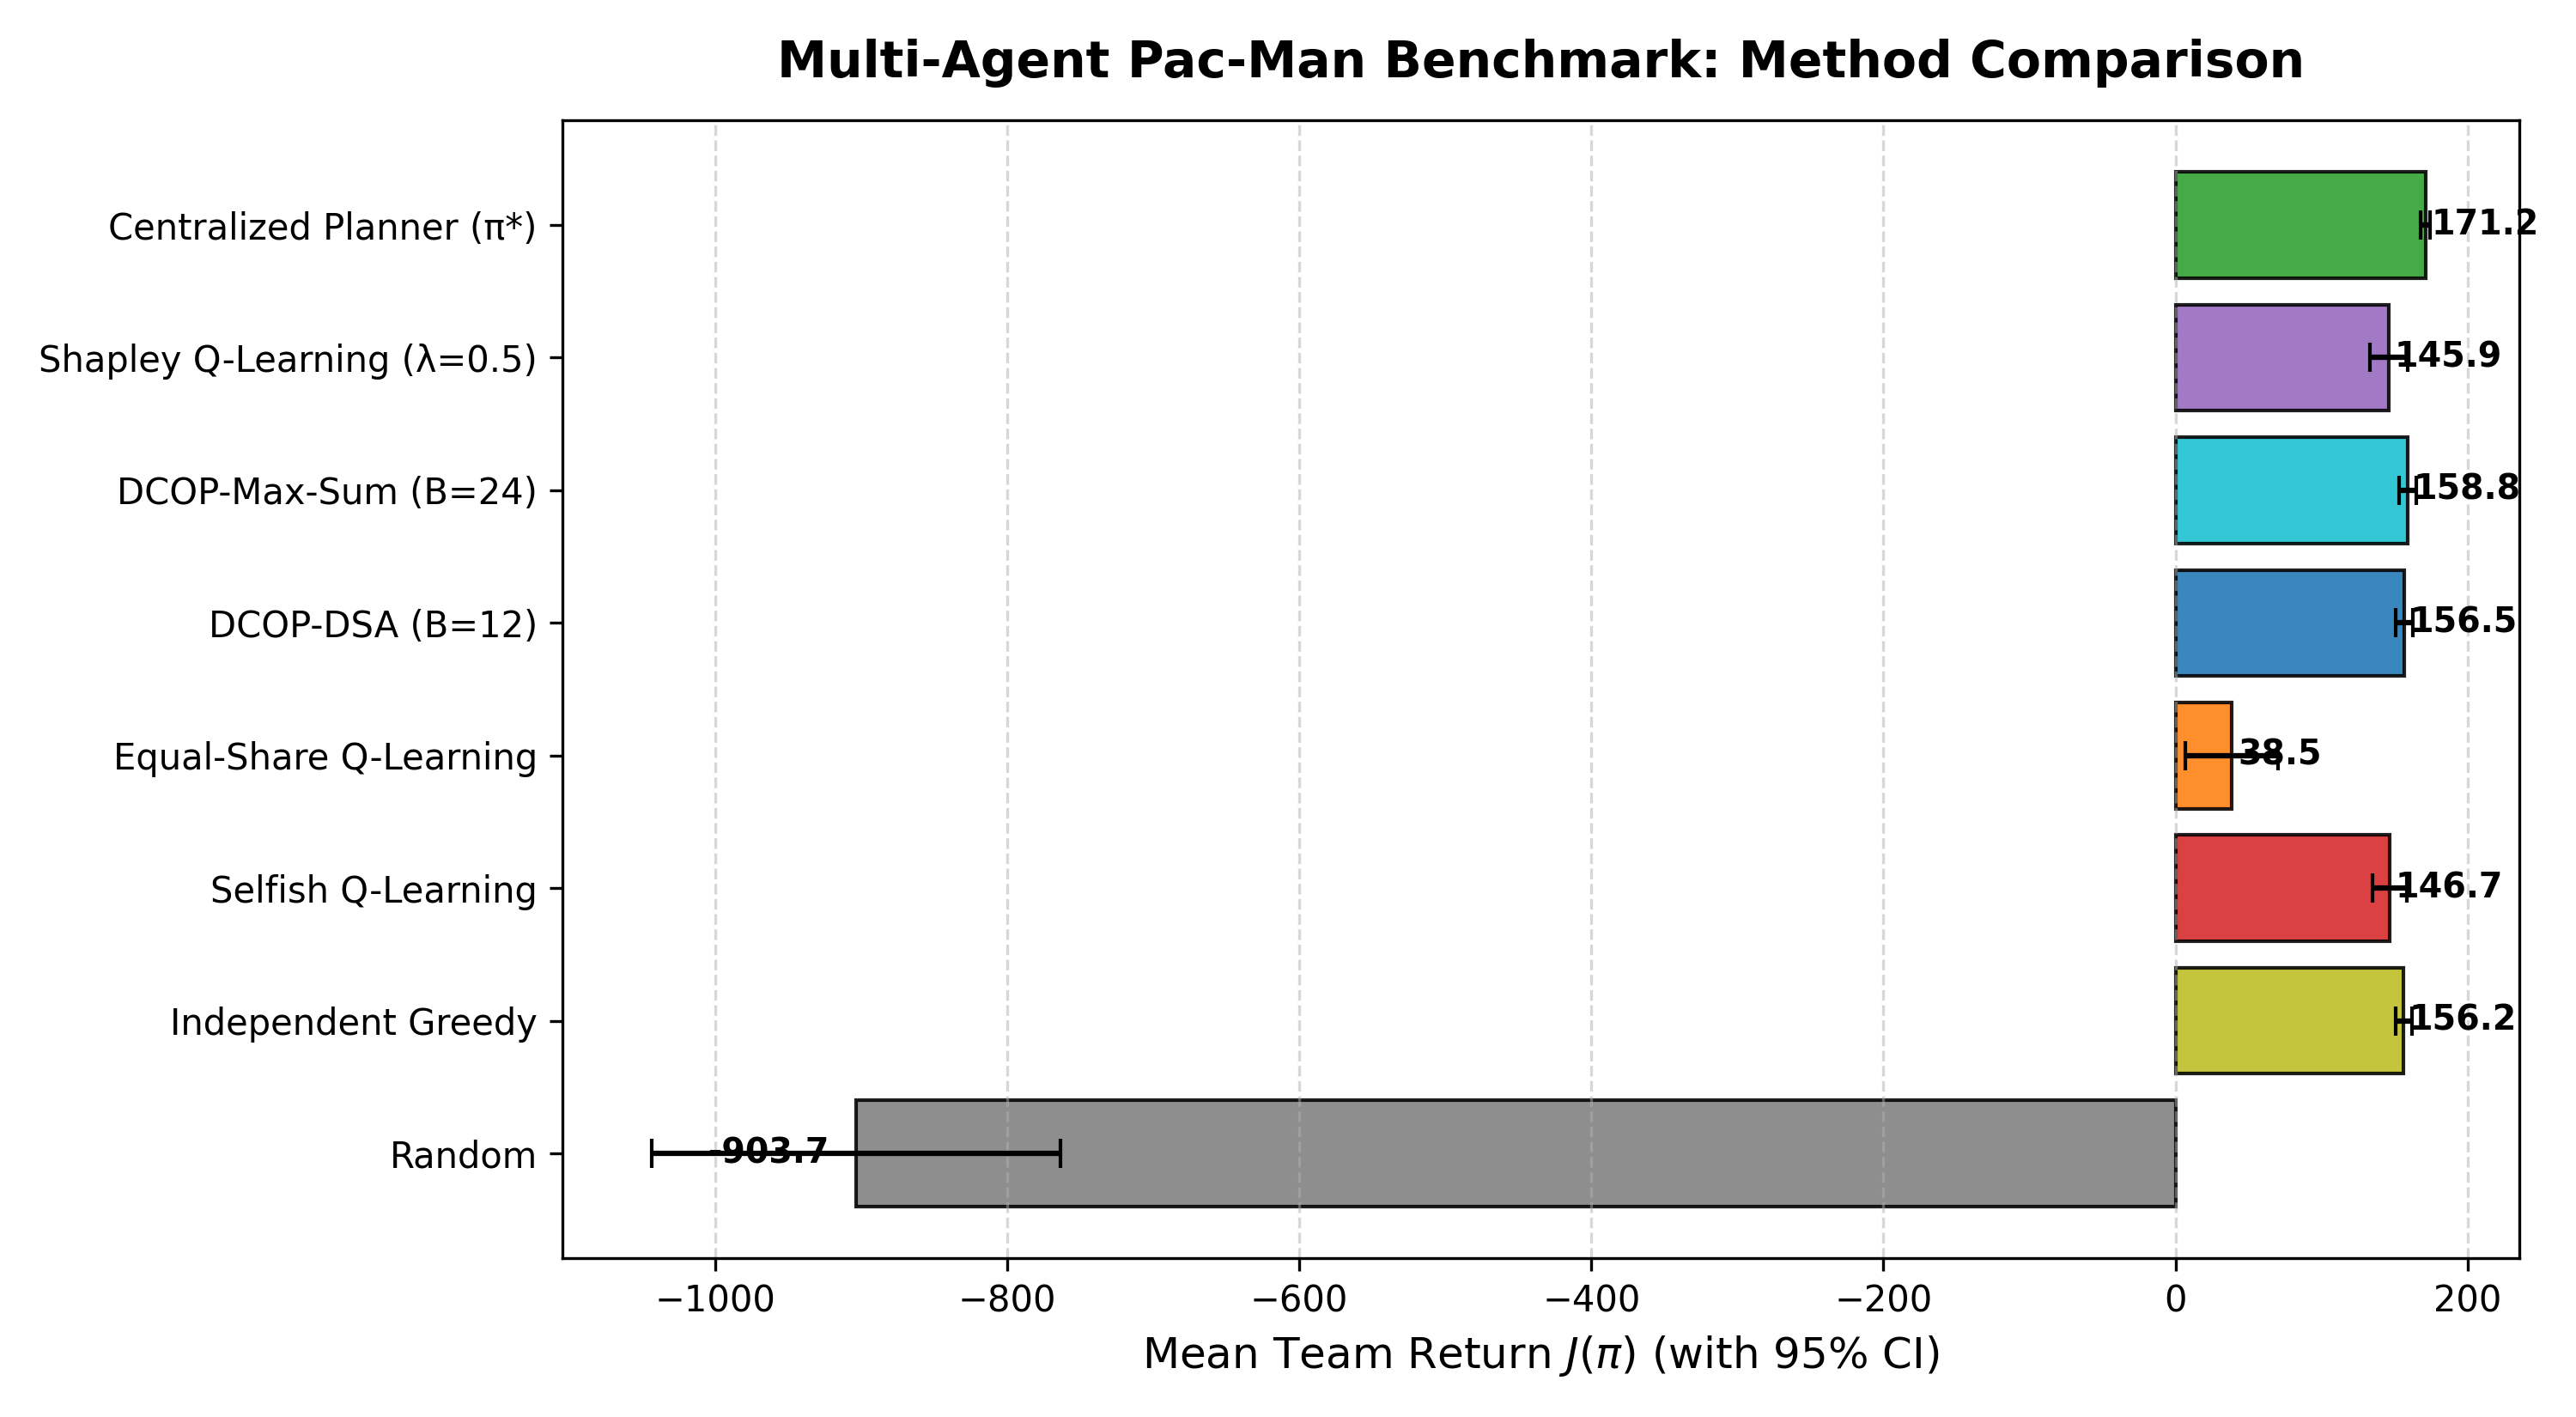 Multi-Agent Pac-Man Benchmark: Method Comparison
Centralized Planner (π*)
171.2
Shapley Q-Learning (λ=0.5)
145.9
DCOP-Max-Sum (B=24)
158.8
DCOP-DSA (B=12)
156.5
Equal-Share Q-Learning
38.5
Selfish Q-Learning
146.7
Independent Greedy
156.2
Random
-903.7
−1000 −800 −600 −400 −200 0 200
Mean Team Return J(π) (with 95% CI)